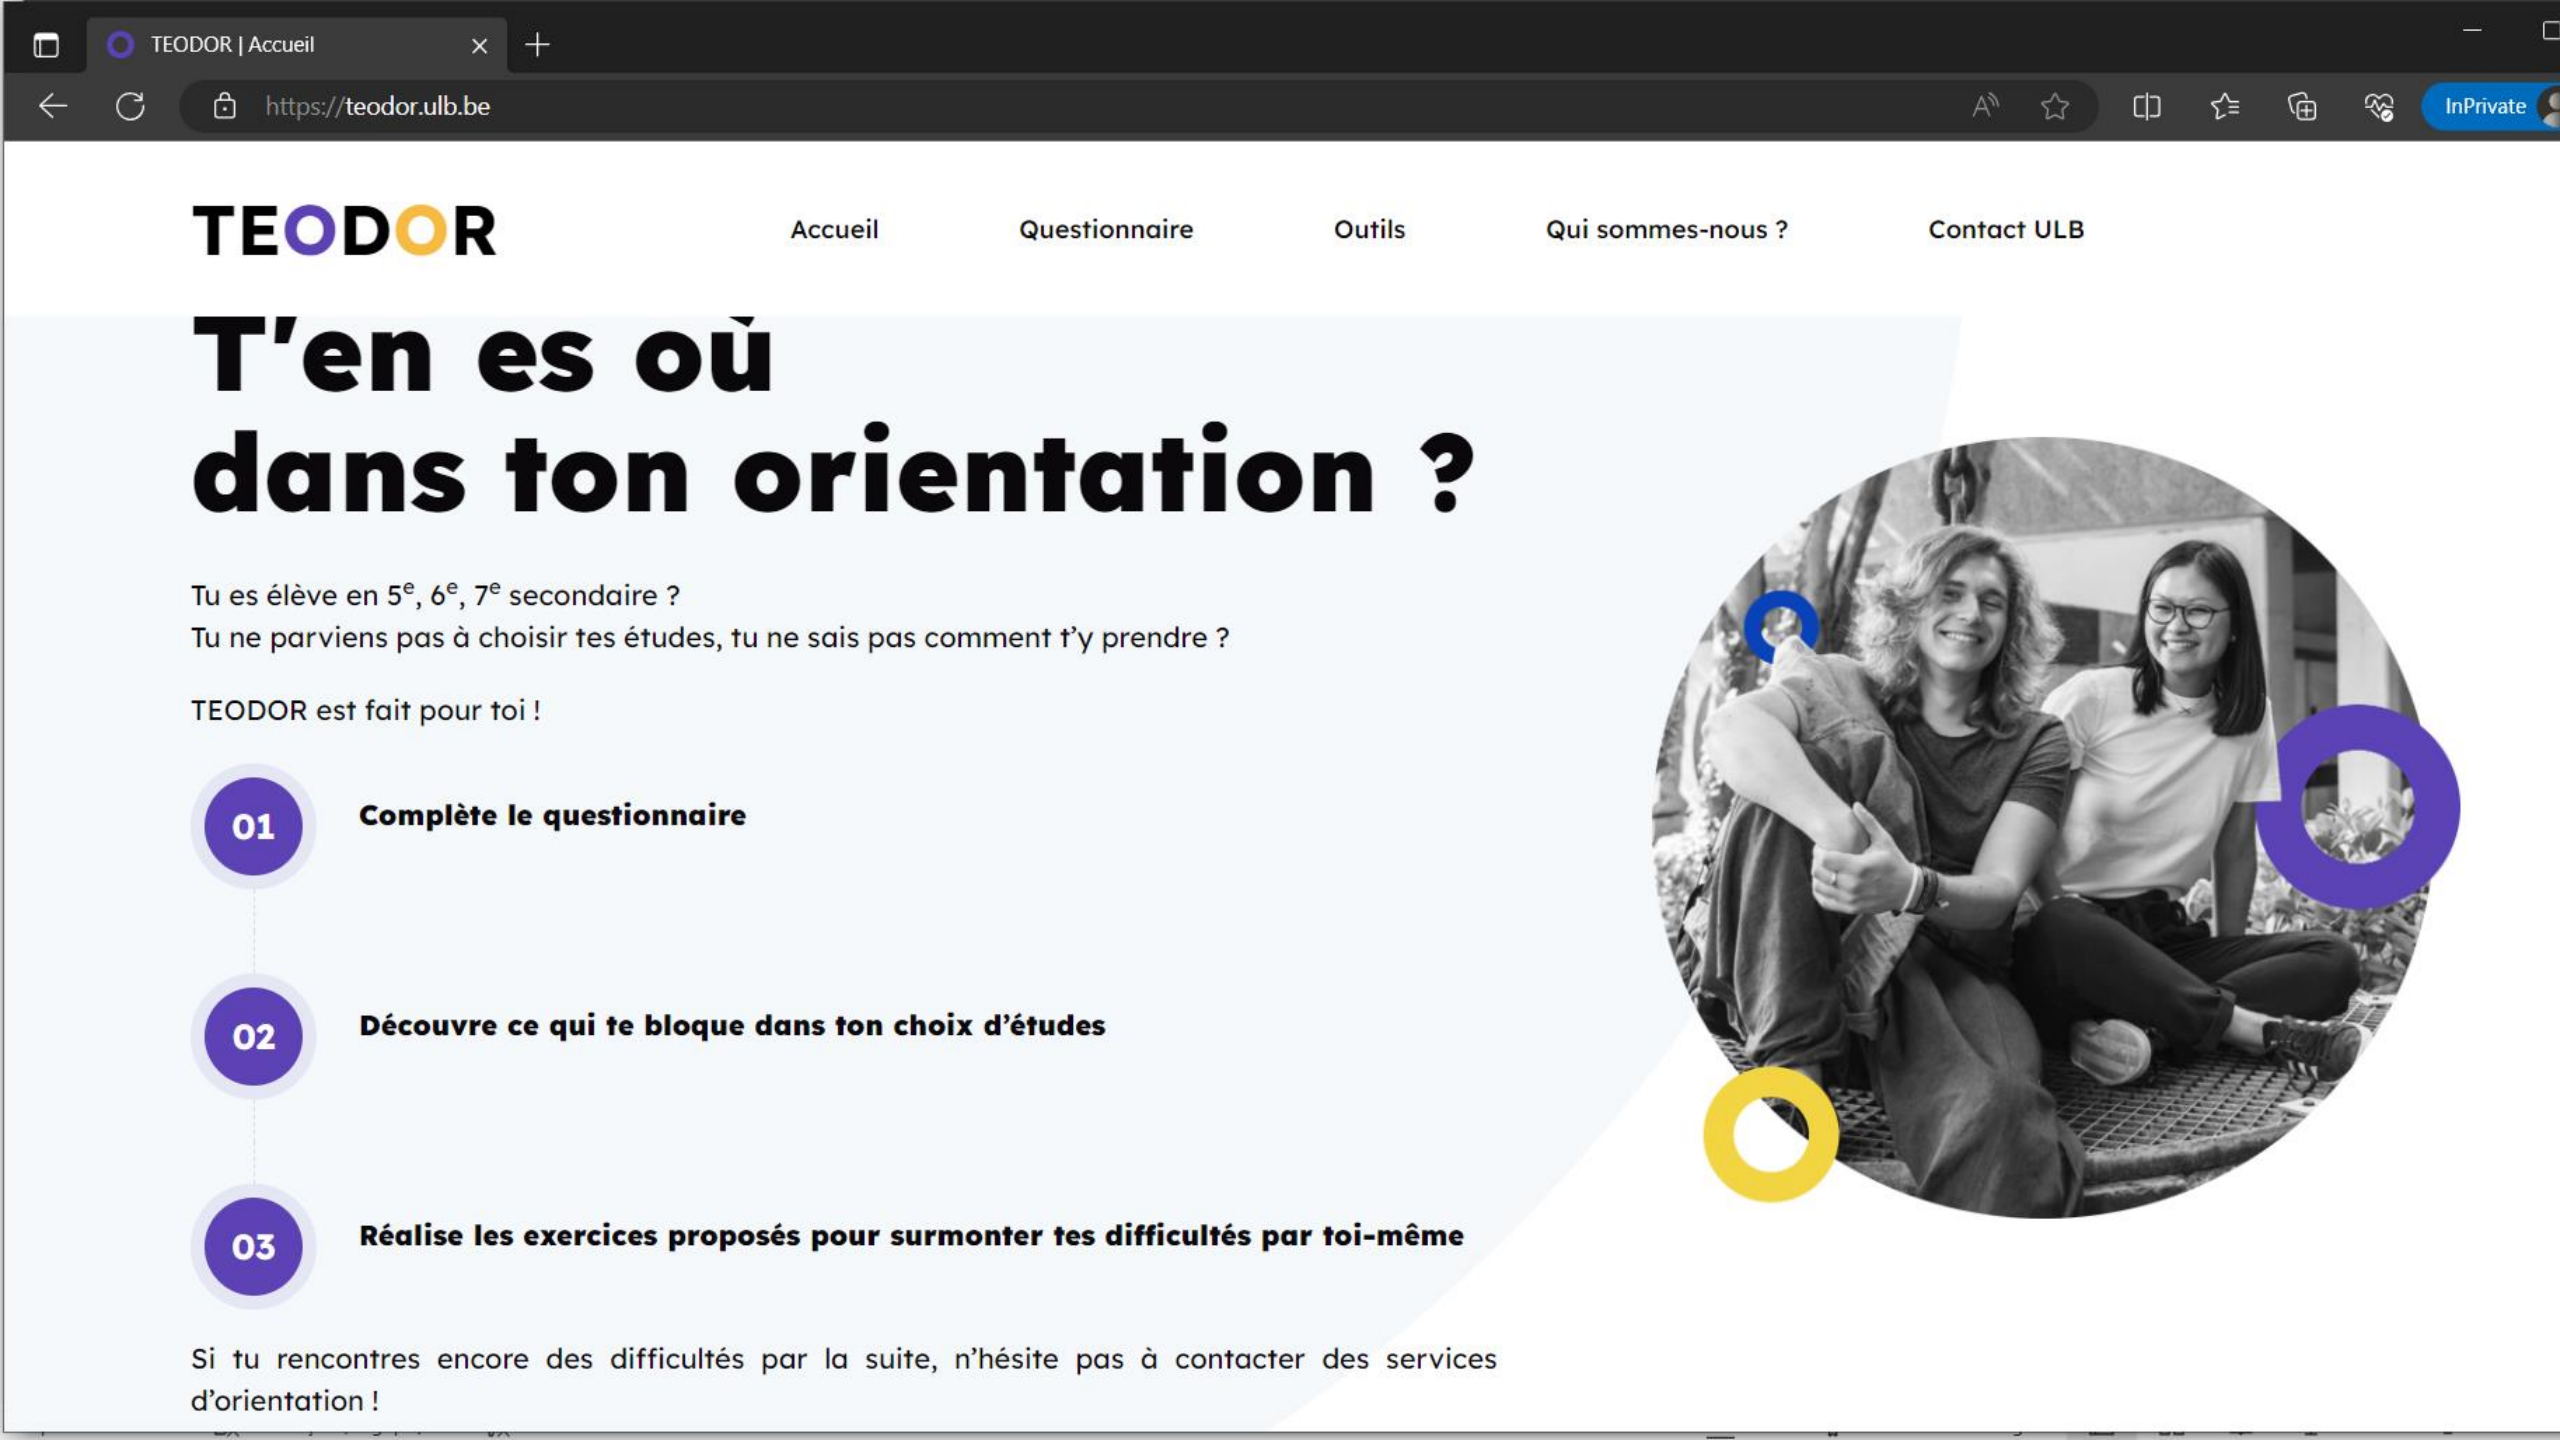 TEODOR | Accueil
https://teodor.ulb.be
InPrivate
TEODOR
Accueil
Questionnaire
Outils
Qui sommes-nous ?
Contact ULB
T'en es où
dans ton orientation ?
Tu es élève en 5e, 6e, 7e secondaire ?
Tu ne parviens pas à choisir tes études, tu ne sais pas comment t’y prendre ?
TEODOR est fait pour toi !
01
Complète le questionnaire
02
Découvre ce qui te bloque dans ton choix d’études
03
Réalise les exercices proposés pour surmonter tes difficultés par toi-même
Si tu rencontres encore des difficultés par la suite, n’hésite pas à contacter des services
d’orientation !